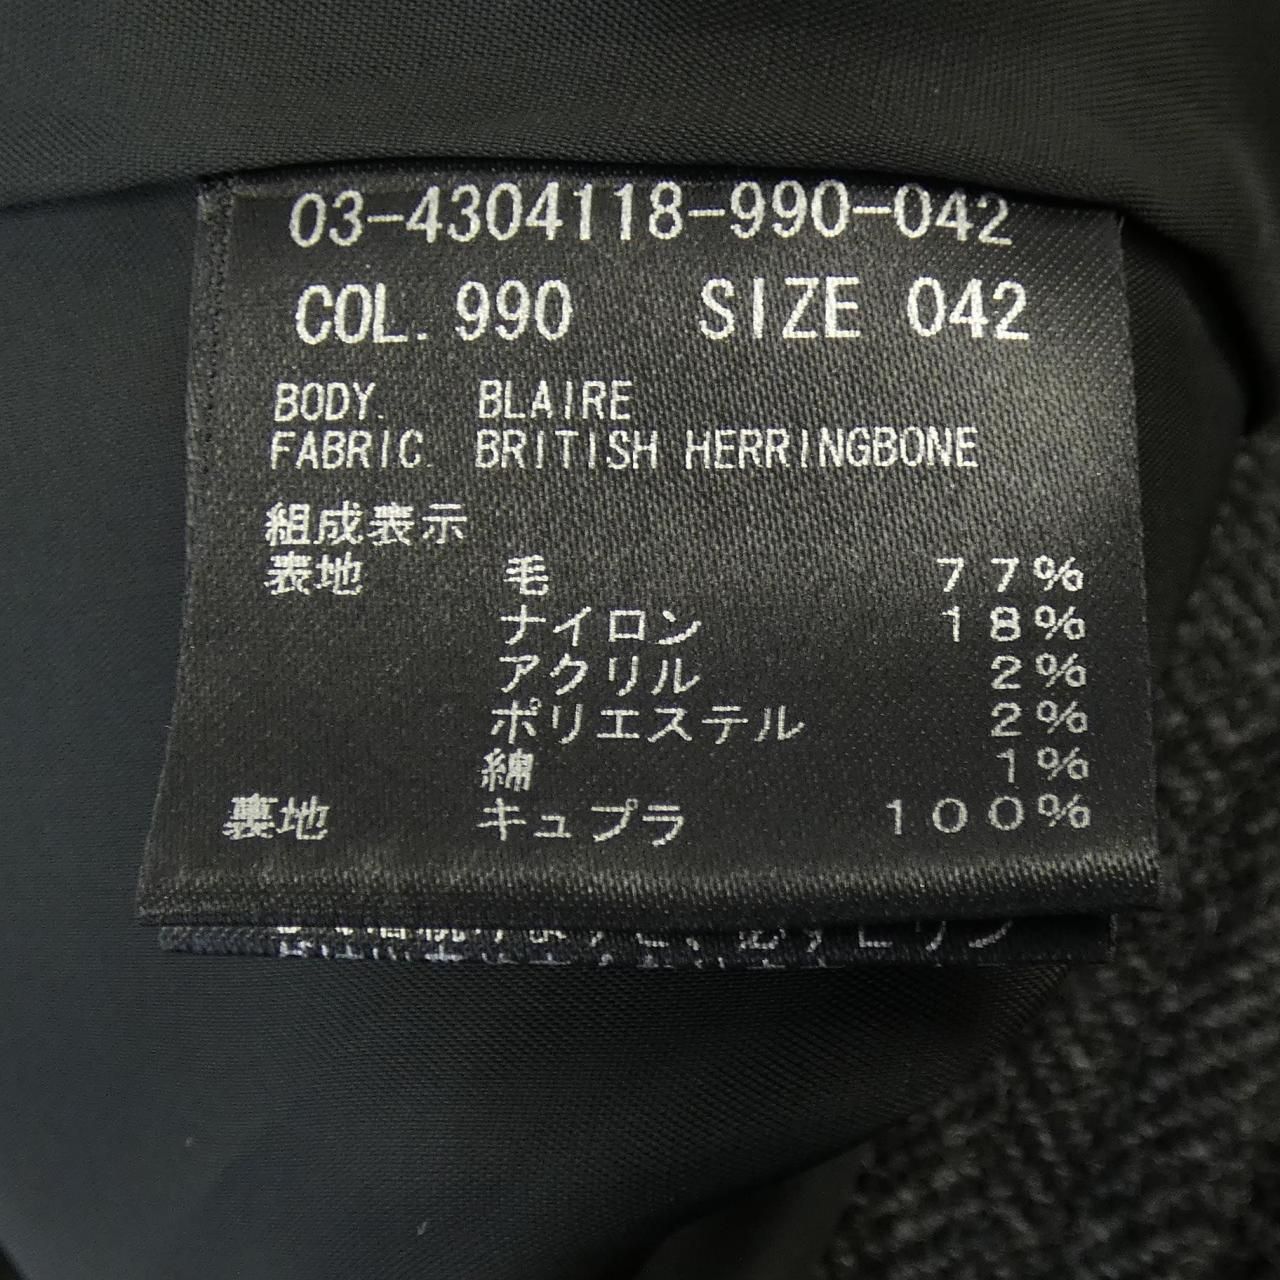 03-4304118-990-042
COL. 990 SIZE 042
BODY. BLAIRE
FABRIC. BRITISH HERRINGBONE
組成表示
表地 毛 77%
ナイロン 18%
アクリル 2%
ポリエステル 2%
綿 1%
裏地 キュプラ 100%